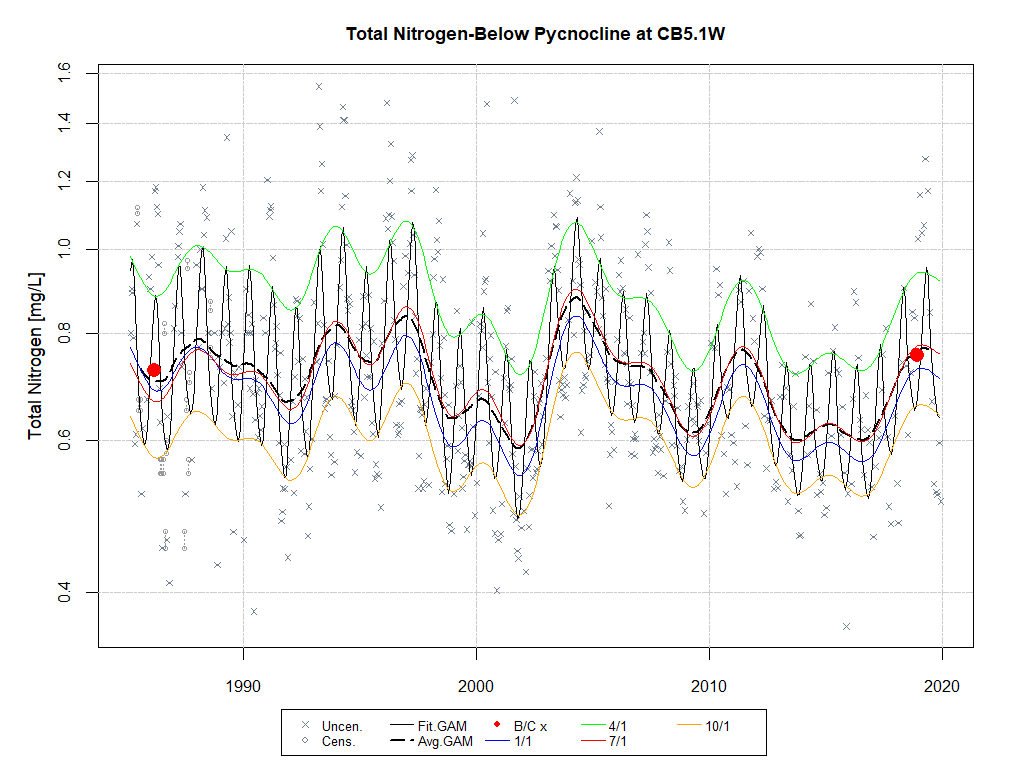 Total Nitrogen-Below Pycnocline at CB5.1W
Total Nitrogen [mg/L]
1.6
1.4
1.2
1.0
0.8
0.6
0.4
1990 2000 2010 2020
Uncen. Fit.GAM B/C x 4/1 10/1
Cens. Avg.GAM 1/1 7/1